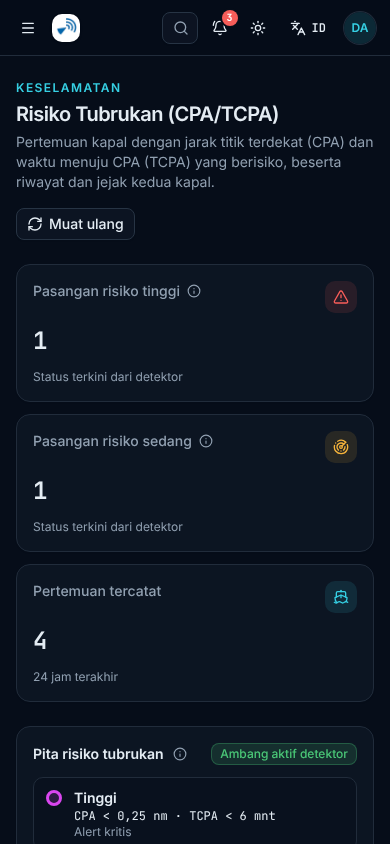 3
ID
DA
KESELAMATAN
Risiko Tubrukan (CPA/TCPA)
Pertemuan kapal dengan jarak titik terdekat (CPA) dan
waktu menuju CPA (TCPA) yang berisiko, beserta
riwayat dan jejak kedua kapal.
Muat ulang
Pasangan risiko tinggi
1
Status terkini dari detektor
Pasangan risiko sedang
1
Status terkini dari detektor
Pertemuan tercatat
4
24 jam terakhir
Pita risiko tubrukan
Ambang aktif detektor
Tinggi
CPA < 0,25 nm · TCPA < 6 mnt
Alert kritis